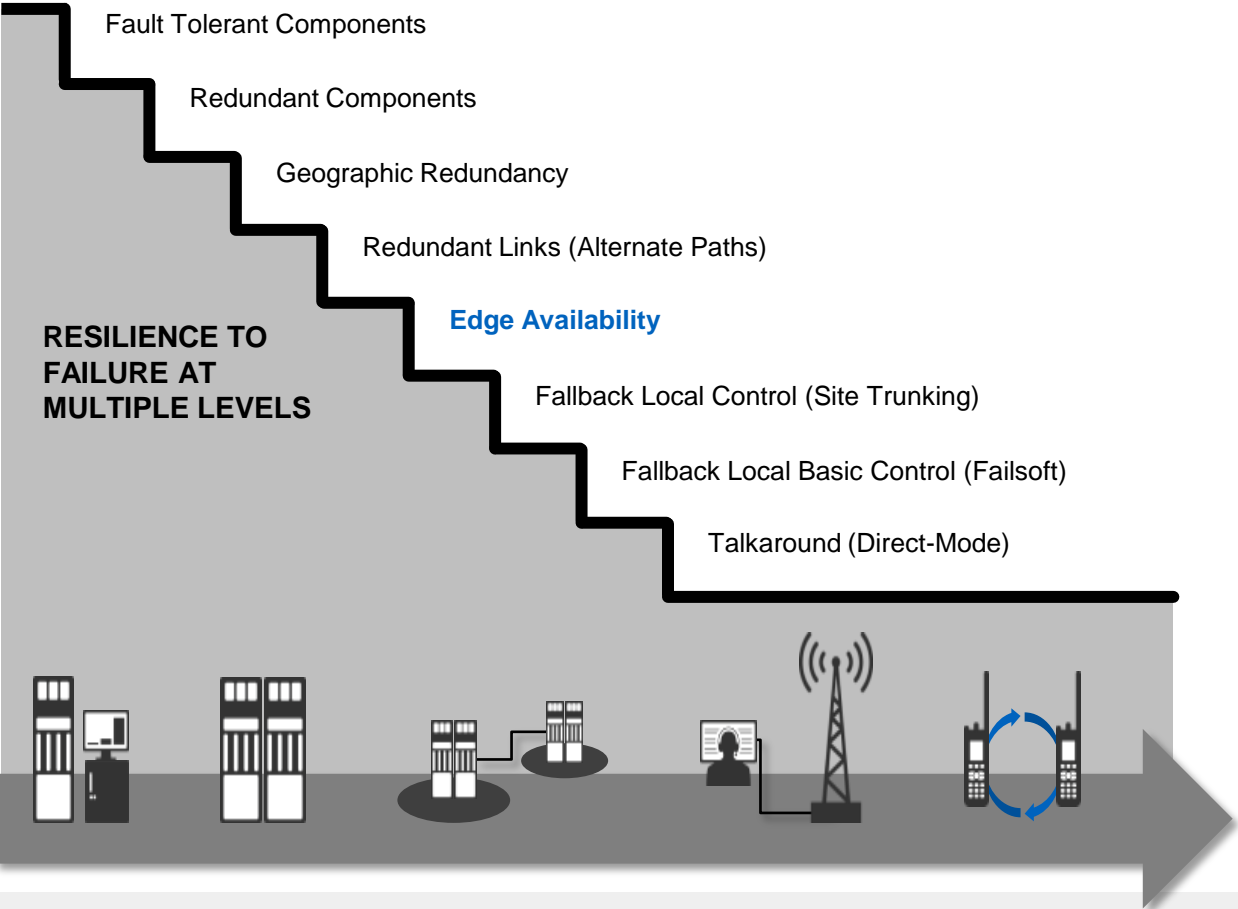 Fault Tolerant Components
Redundant Components
Geographic Redundancy
Redundant Links (Alternate Paths)
Edge Availability
RESILIENCE TO
FAILURE AT
MULTIPLE LEVELS
Fallback Local Control (Site Trunking)
Fallback Local Basic Control (Failsoft)
Talkaround (Direct-Mode)